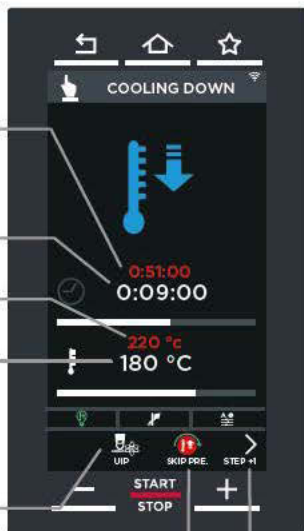 COOLING DOWN
0:51:00
0:09:00
220 °c
180 °C
UIP
SKIP PRE.
STEP +1
START
STOP